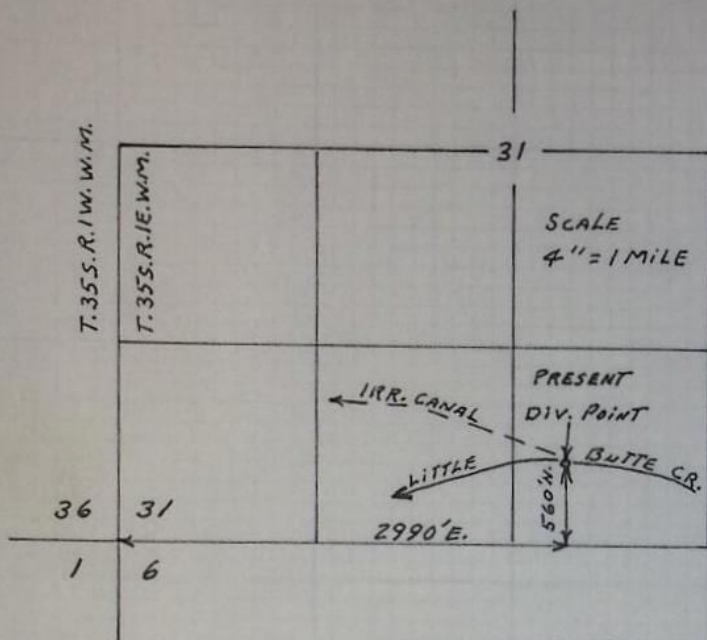 31
T.35S.R.1W.W.M.
T.35S.R.1E.W.M.
SCALE
4" = 1 MILE
PRESENT
DIV. POINT
IRR. CANAL
LITTLE BUTTE CR.
560'N.
2990'E.
36 31
1 6